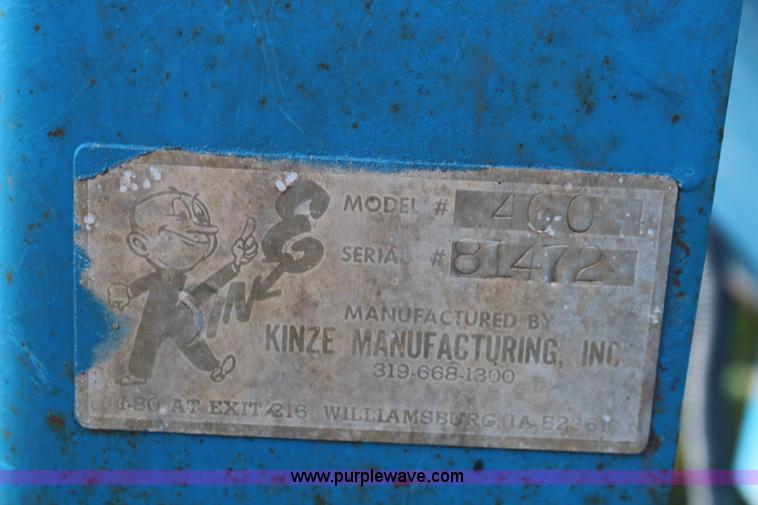 KinzE
MODEL # 400
SERIAL # 81472
MANUFACTURED BY
KINZE MANUFACTURING, INC
319-668-1300
I-80 AT EXIT 216 WILLIAMSBURG, IA 52361
www.purplewave.com